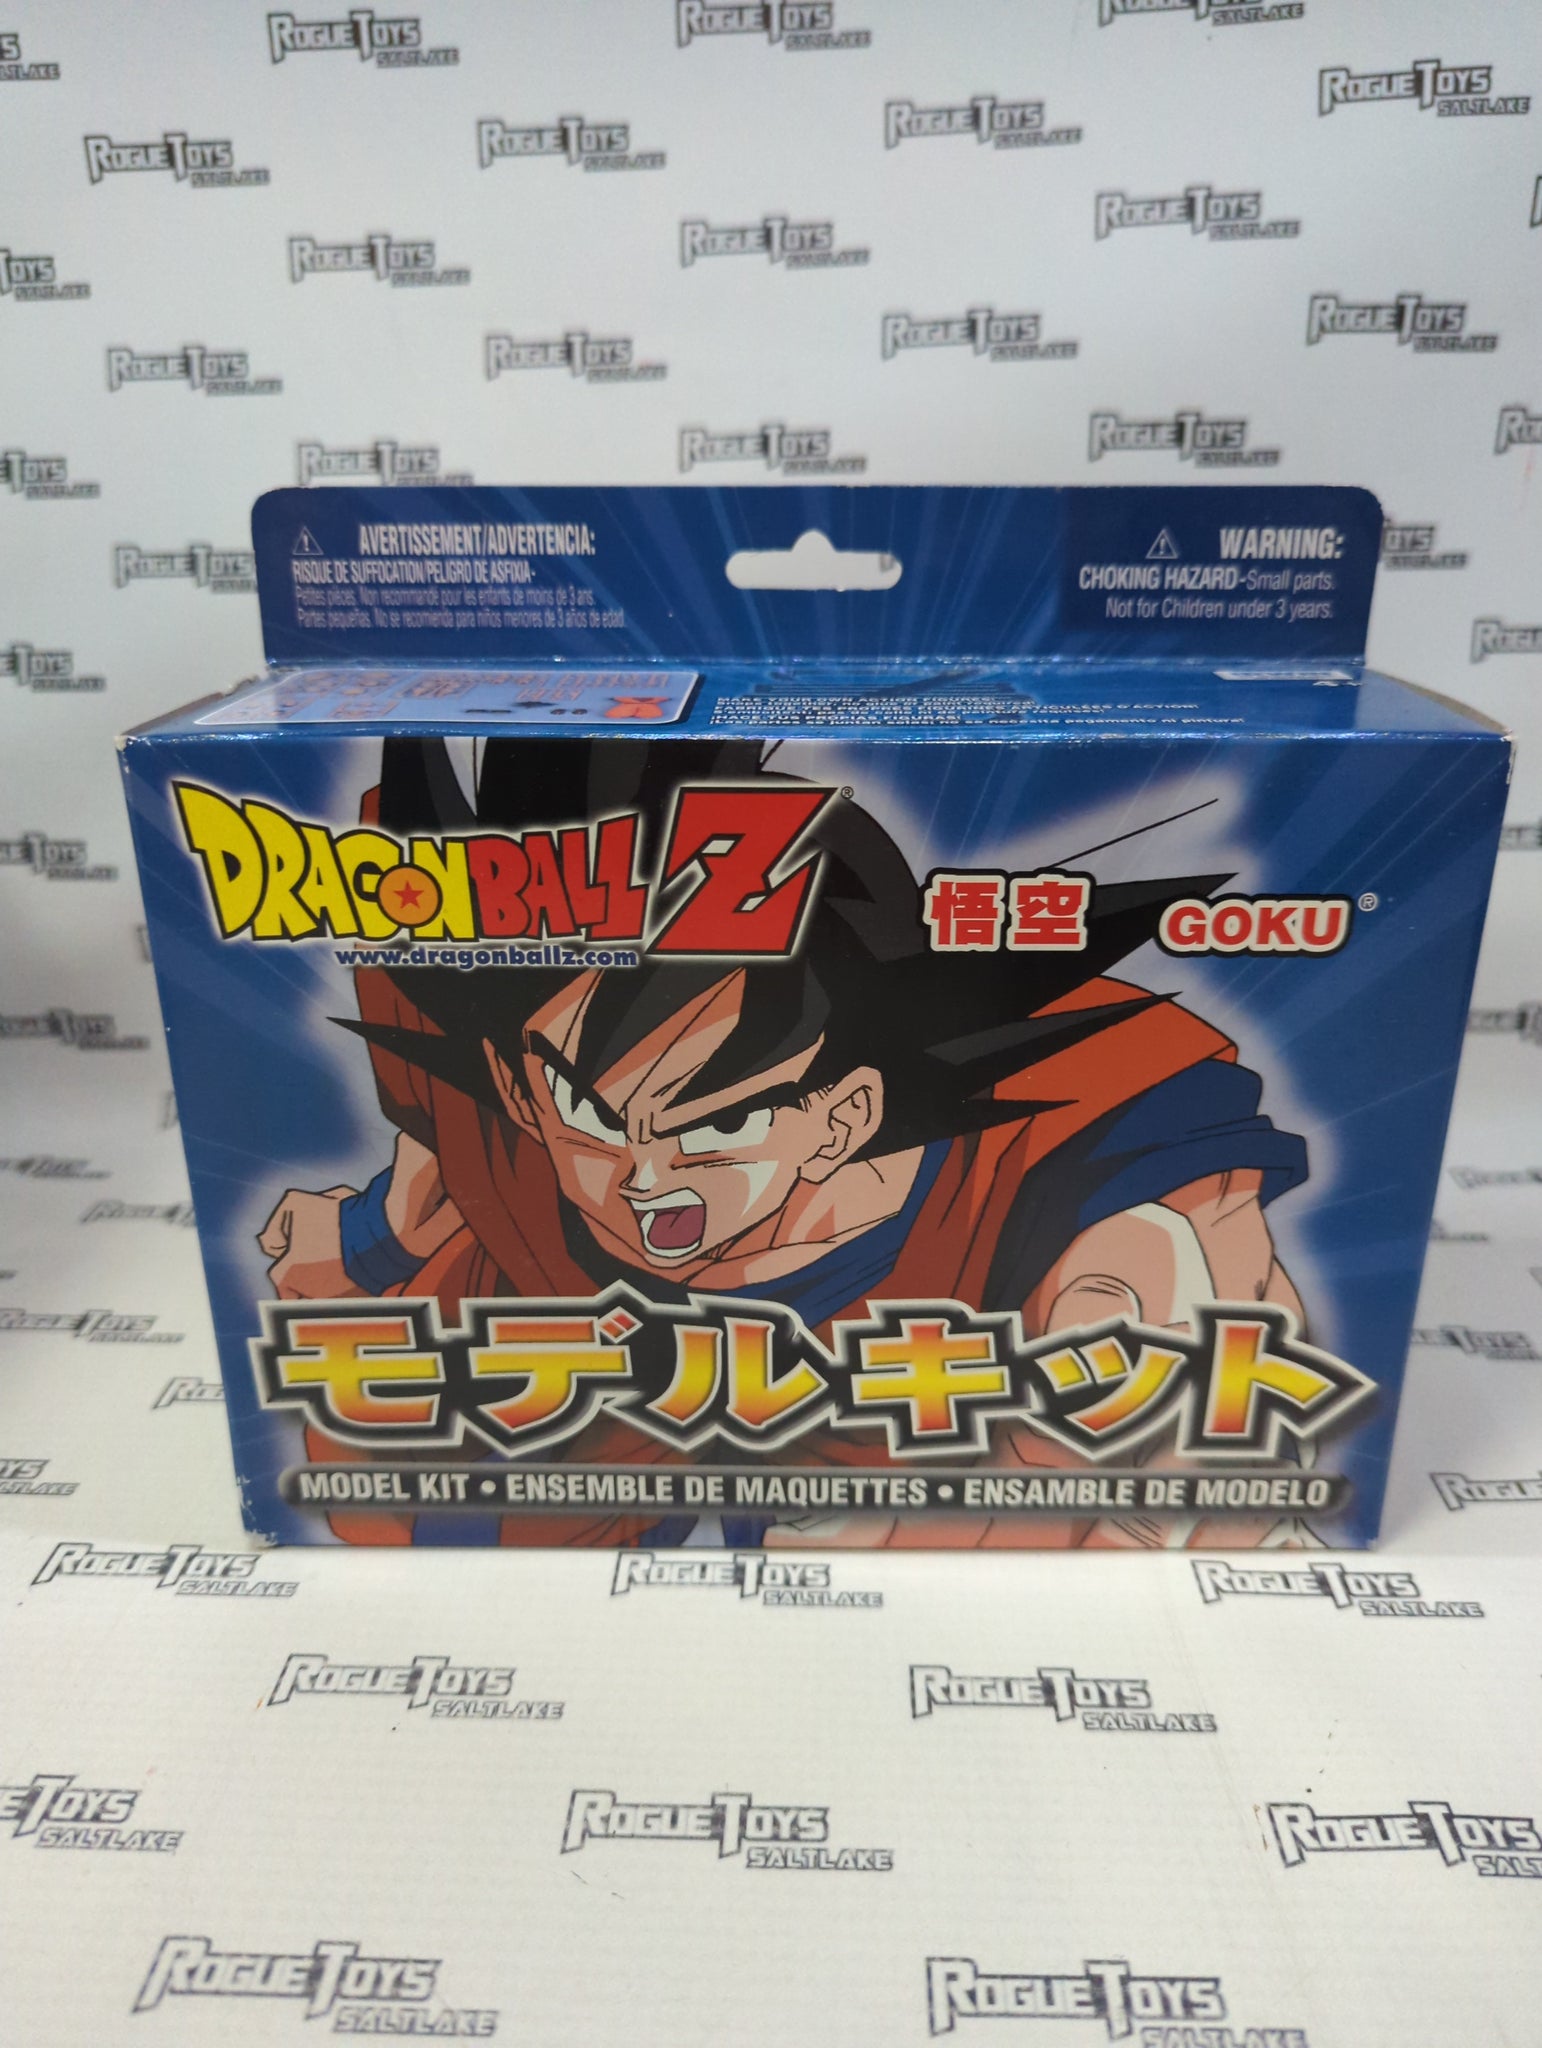 AVERTISSEMENT/ADVERTENCIA:
RISQUE DE SUFFOCATION/PELIGRO DE ASFIXIA-
Petites pièces. Non recommandé pour les enfants de moins de 3 ans.
Partes pequeñas. No se recomienda para niños menores de 3 años de edad.
WARNING:
CHOKING HAZARD-Small parts.
Not for Children under 3 years.
DRAGONBALL Z®
www.dragonballz.com
悟空 GOKU®
モデルキット
MODEL KIT • ENSEMBLE DE MAQUETTES • ENSAMBLE DE MODELO
ROGUE TOYS
SALTLAKE